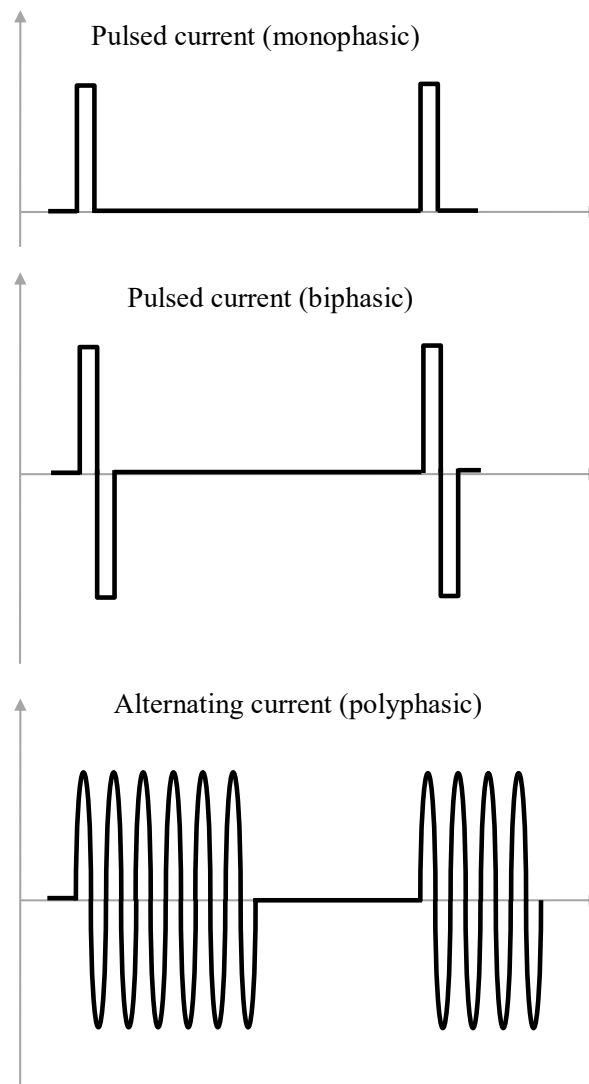 Pulsed current (monophasic)
Pulsed current (biphasic)
Alternating current (polyphasic)